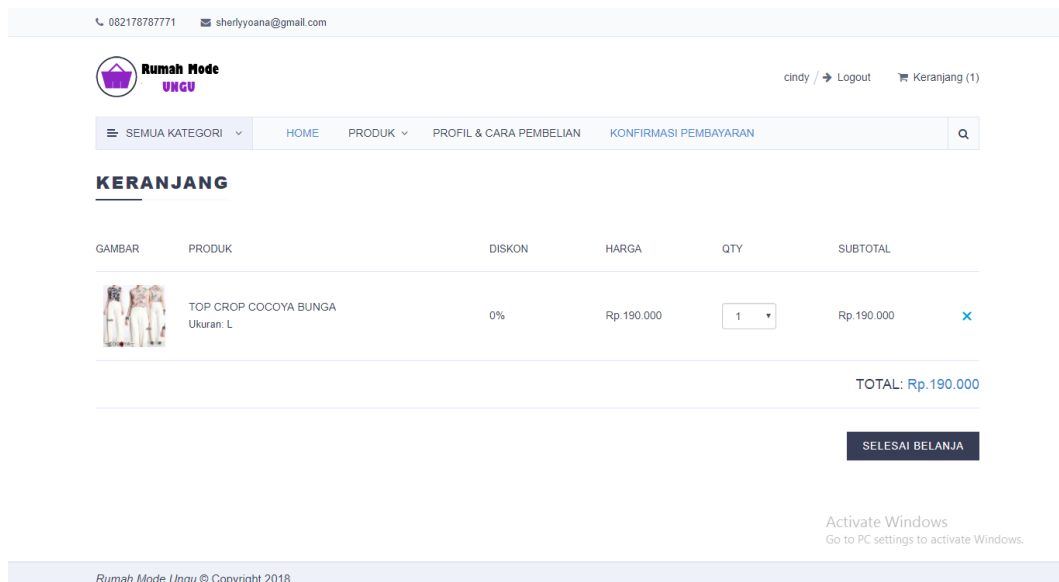 082178787771 sherlyyoana@gmail.com
Rumah Mode
UNGU
cindy / Logout Keranjang (1)
SEMUA KATEGORI HOME PRODUK PROFIL & CARA PEMBELIAN KONFIRMASI PEMBAYARAN
KERANJANG
GAMBAR PRODUK DISKON HARGA QTY SUBTOTAL
TOP CROP COCOYA BUNGA
Ukuran: L
0% Rp.190.000 1 Rp.190.000
TOTAL: Rp.190.000
SELESAI BELANJA
Activate Windows
Go to PC settings to activate Windows.
Rumah Mode Ungu © Copyright 2018